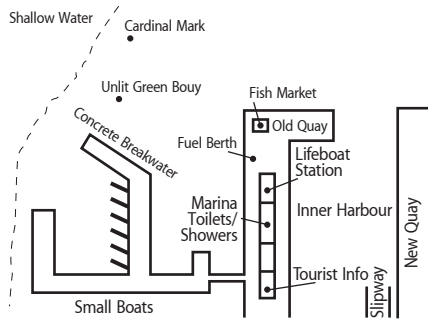 Shallow Water
Cardinal Mark
Unlit Green Bouy
Concrete Breakwater
Fish Market
Old Quay
Fuel Berth
Lifeboat
Station
Marina
Toilets/
Showers
Inner Harbour
New Quay
Tourist Info
Slipway
Small Boats